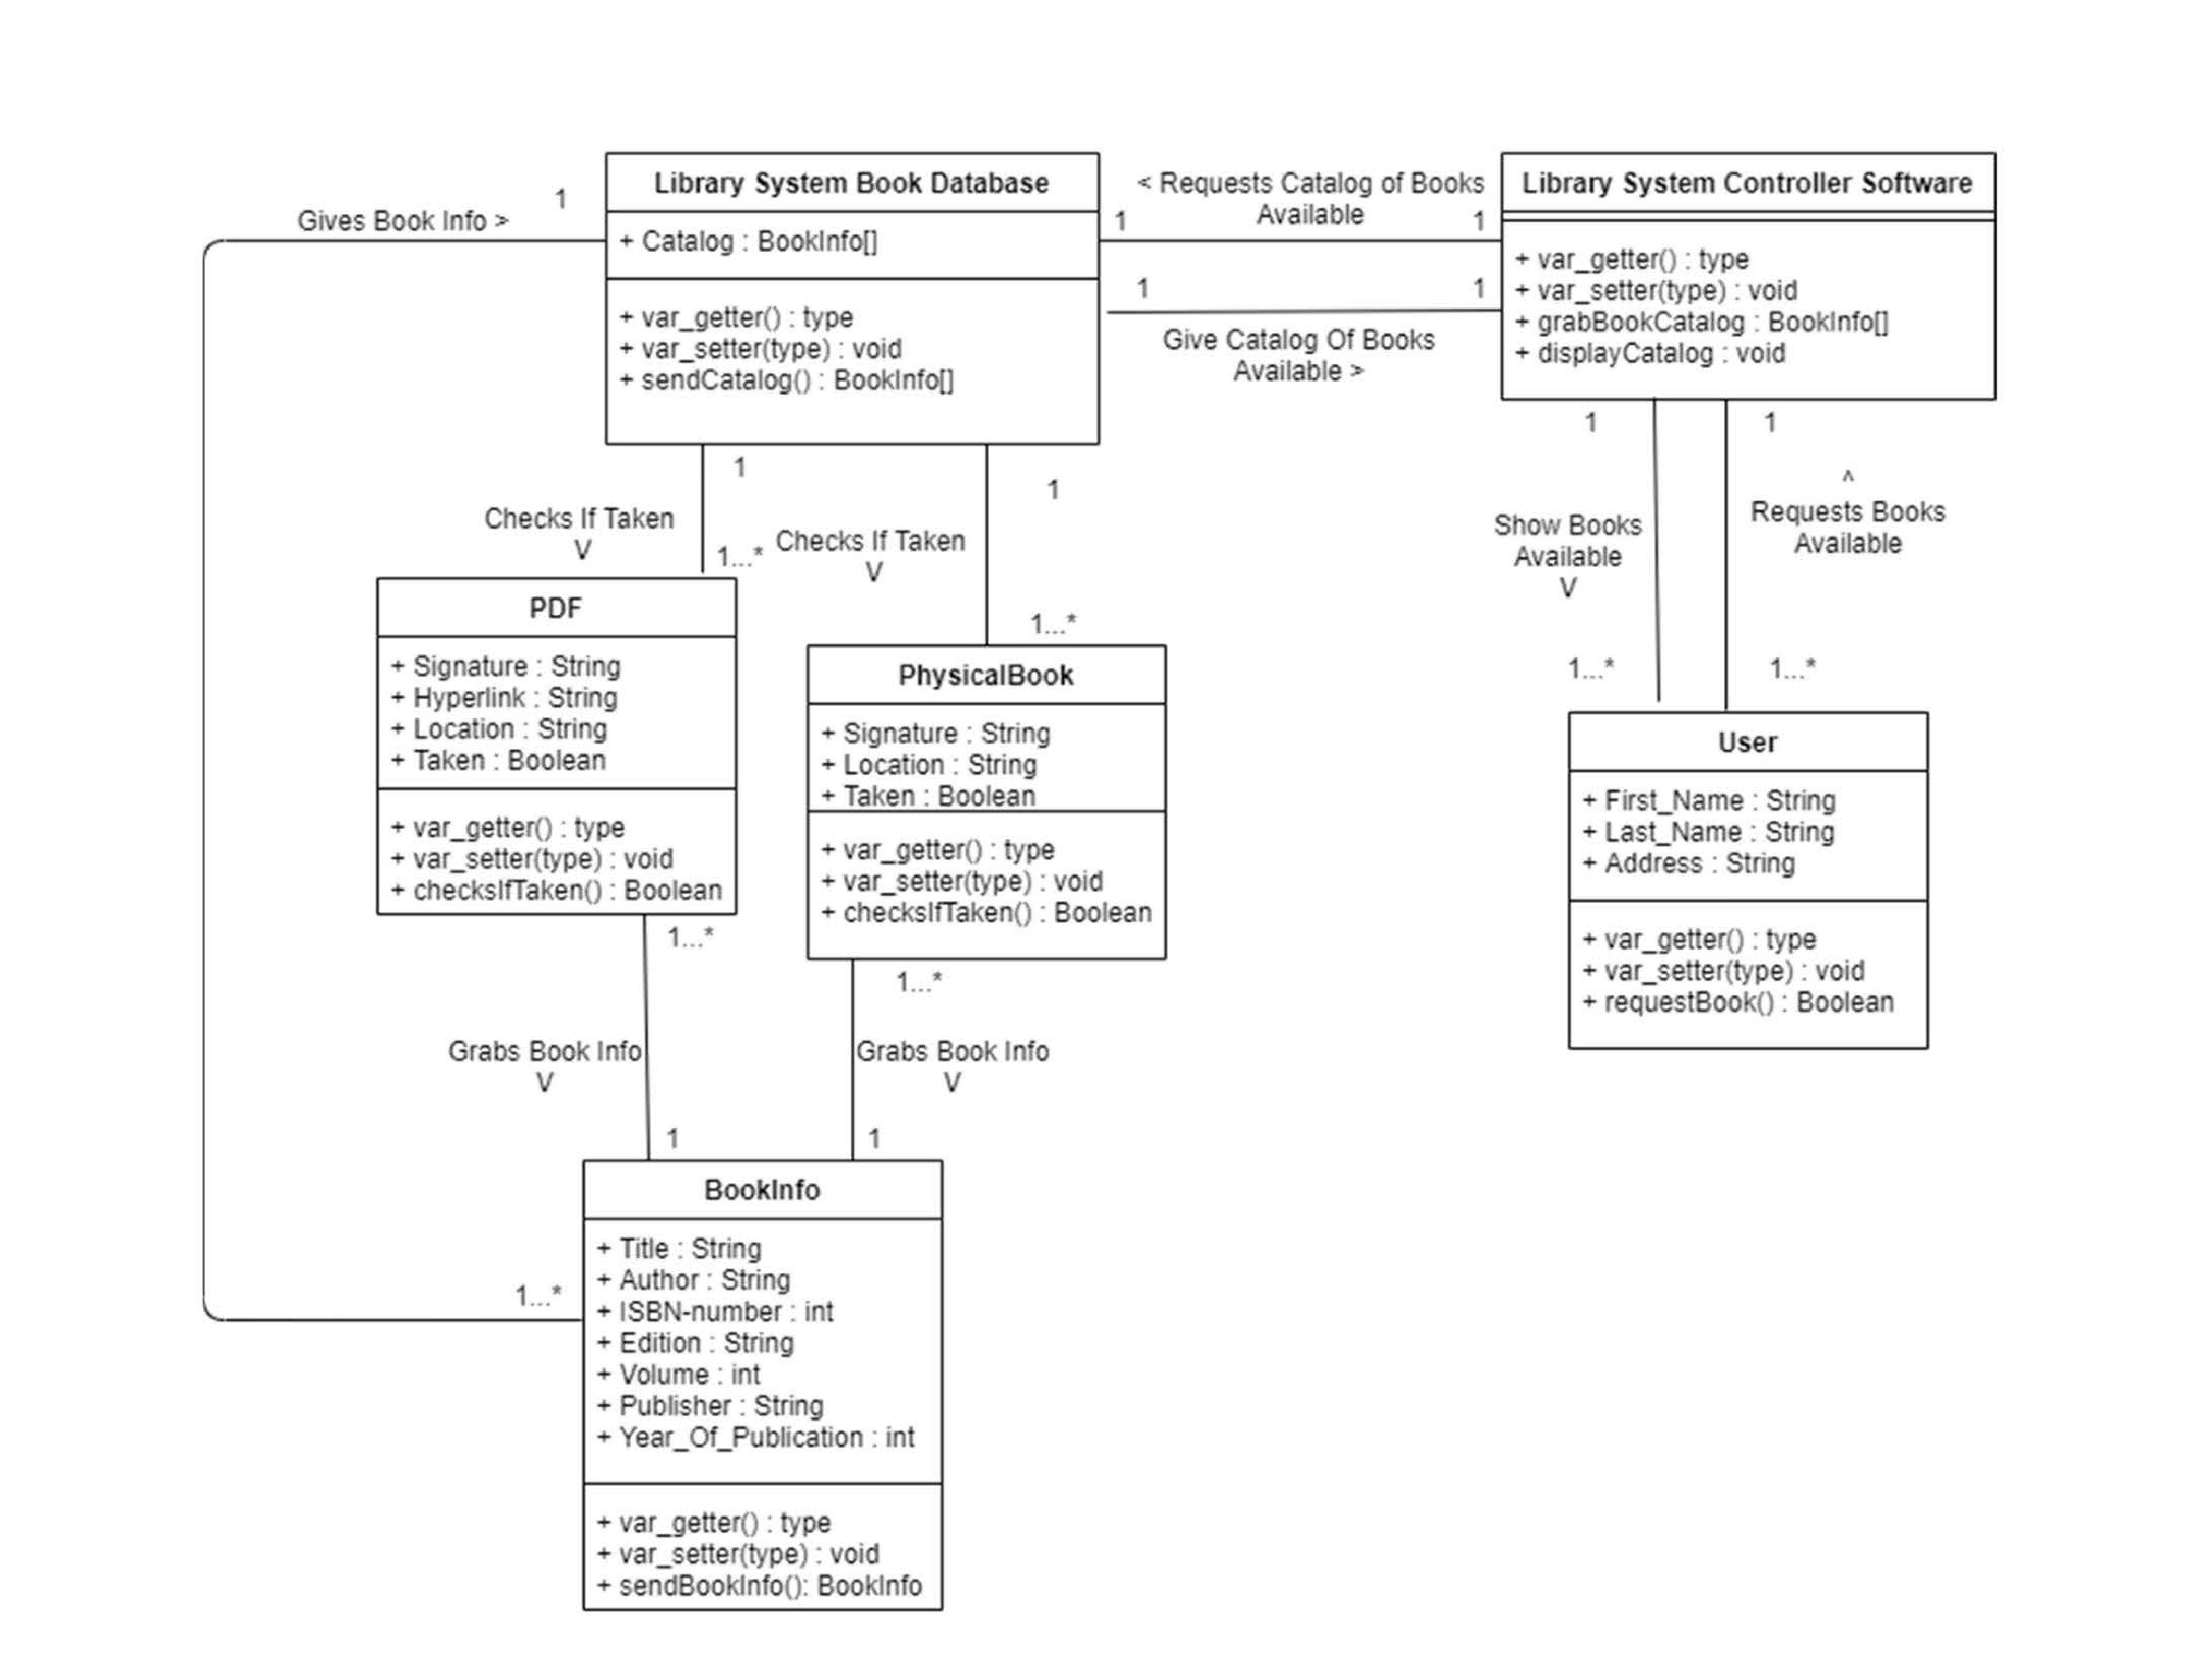 Library System Book Database
+ Catalog : BookInfo[]
+ var_getter() : type
+ var_setter(type) : void
+ sendCatalog() : BookInfo[]
< Requests Catalog of Books
Available
1
1
1
1
Give Catalog Of Books
Available >
Library System Controller Software
+ var_getter() : type
+ var_setter(type) : void
+ grabBookCatalog : BookInfo[]
+ displayCatalog : void
1
Gives Book Info >
1
Checks If Taken
V
1...*
1
Checks If Taken
V
1...*
1
1
Show Books
Available
V
^
Requests Books
Available
1...*
1...*
PDF
+ Signature : String
+ Hyperlink : String
+ Location : String
+ Taken : Boolean
+ var_getter() : type
+ var_setter(type) : void
+ checksIfTaken() : Boolean
PhysicalBook
+ Signature : String
+ Location : String
+ Taken : Boolean
+ var_getter() : type
+ var_setter(type) : void
+ checksIfTaken() : Boolean
User
+ First_Name : String
+ Last_Name : String
+ Address : String
+ var_getter() : type
+ var_setter(type) : void
+ requestBook() : Boolean
1...*
Grabs Book Info
V
1
1...*
Grabs Book Info
V
1
1...*
BookInfo
+ Title : String
+ Author : String
+ ISBN-number : int
+ Edition : String
+ Volume : int
+ Publisher : String
+ Year_Of_Publication : int
+ var_getter() : type
+ var_setter(type) : void
+ sendBookInfo(): BookInfo